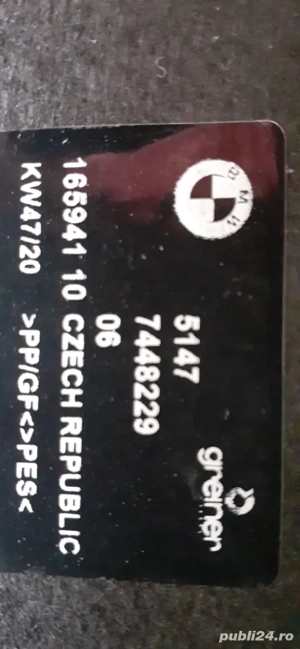 BMW
greiner
5147
7448229
06
165941 10 CZECH REPUBLIC
KW47/20 >PP/GF<>PES<
publi24.ro